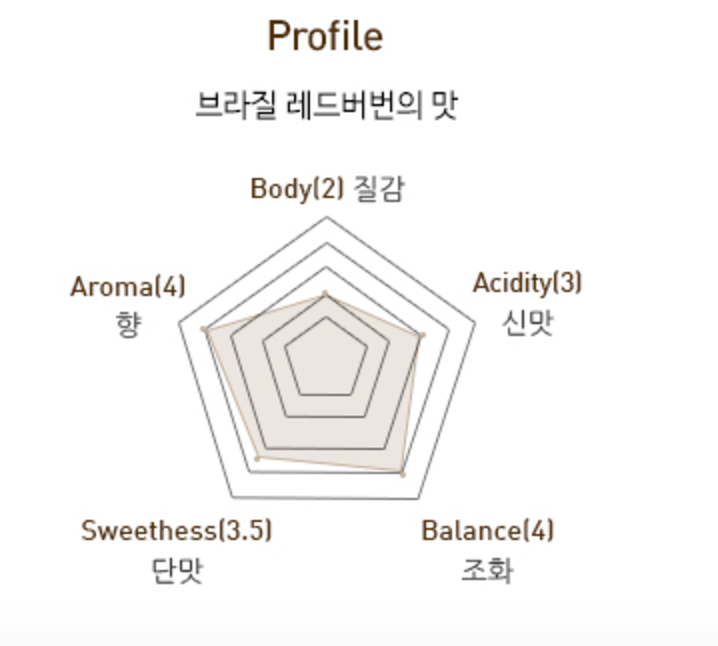 Profile
브라질 레드버번의 맛
Body(2) 질감
Aroma(4)
향
Acidity(3)
신맛
Sweethess(3.5)
단맛
Balance(4)
조화